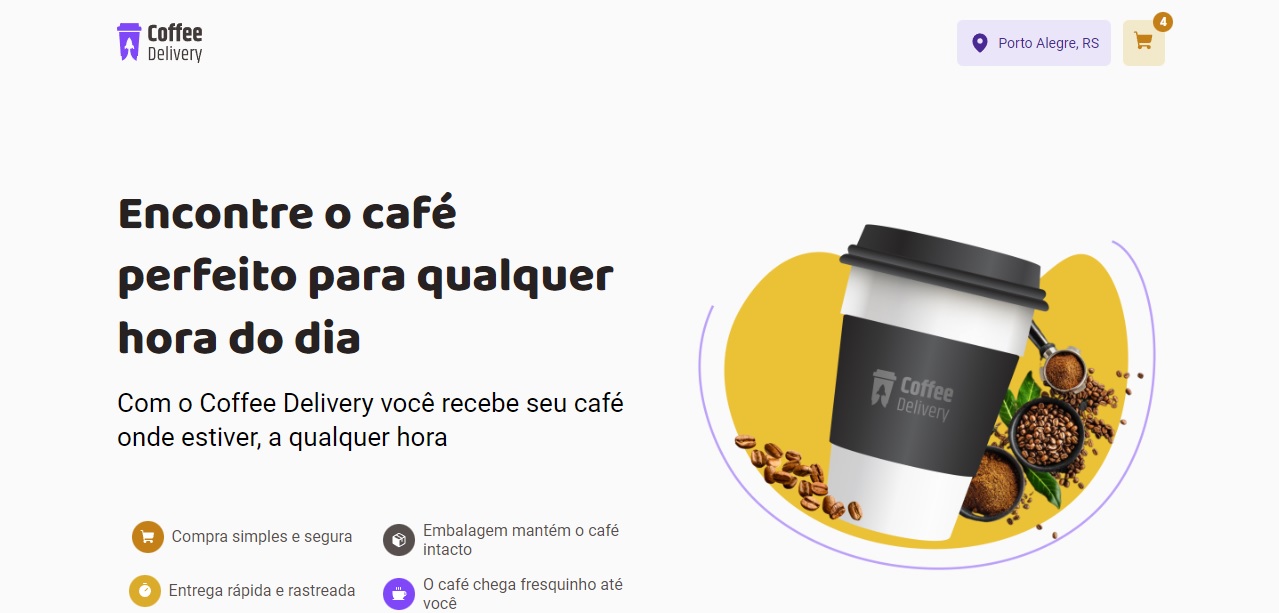 Coffee
Delivery
Porto Alegre, RS
4
Encontre o café
perfeito para qualquer
hora do dia
Com o Coffee Delivery você recebe seu café
onde estiver, a qualquer hora
Coffee
Delivery
Compra simples e segura
Embalagem mantém o café
intacto
Entrega rápida e rastreada
O café chega fresquinho até
você